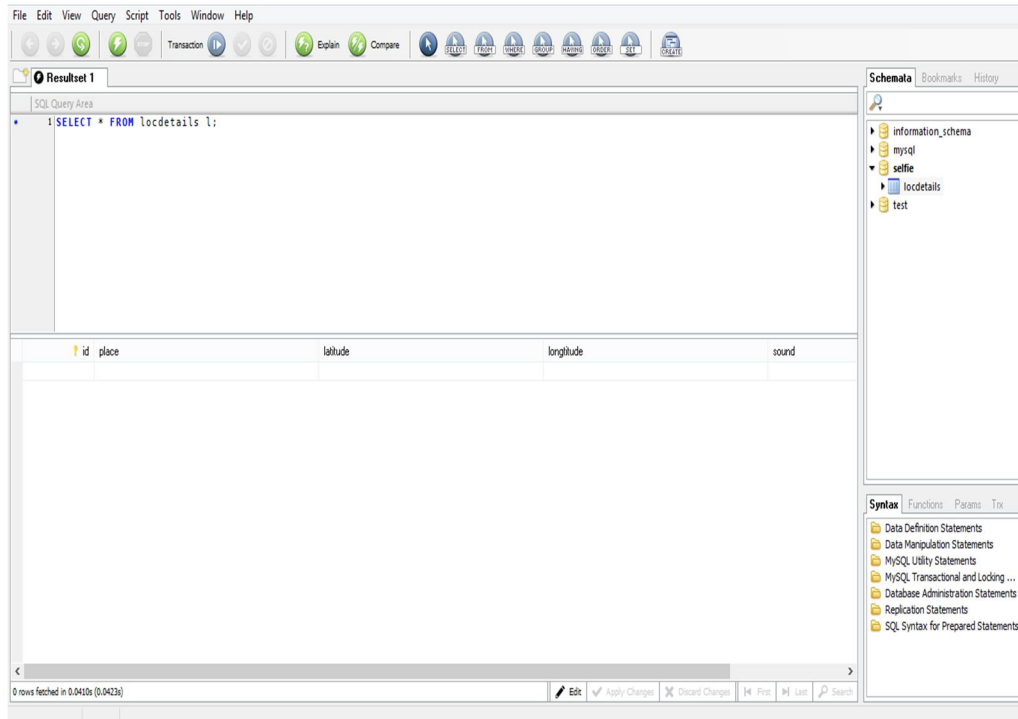 File Edit View Query Script Tools Window Help
STOP Transaction Explain Compare SELECT FROM WHERE GROUP HAVING ORDER SET CREATE
Resultset 1
SQL Query Area
1 SELECT * FROM locdetails l;
id place latitude longtitude sound
0 rows fetched in 0.0410s (0.0423s)
Edit Apply Changes Discard Changes First Last Search
Schemata Bookmarks History
information_schema
mysql
selfie
locdetails
test
Syntax Functions Params Trx
Data Definition Statements
Data Manipulation Statements
MySQL Utility Statements
MySQL Transactional and Locking ...
Database Administration Statements
Replication Statements
SQL Syntax for Prepared Statements